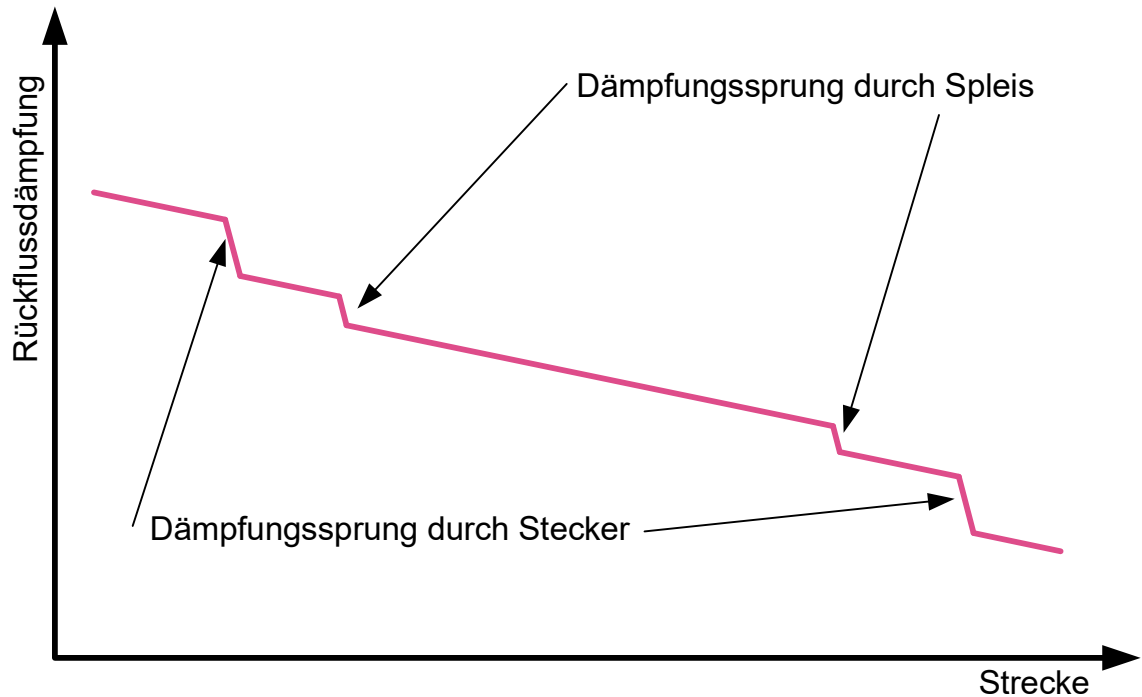 Rückflussdämpfung
Dämpfungssprung durch Spleis
Dämpfungssprung durch Stecker
Strecke